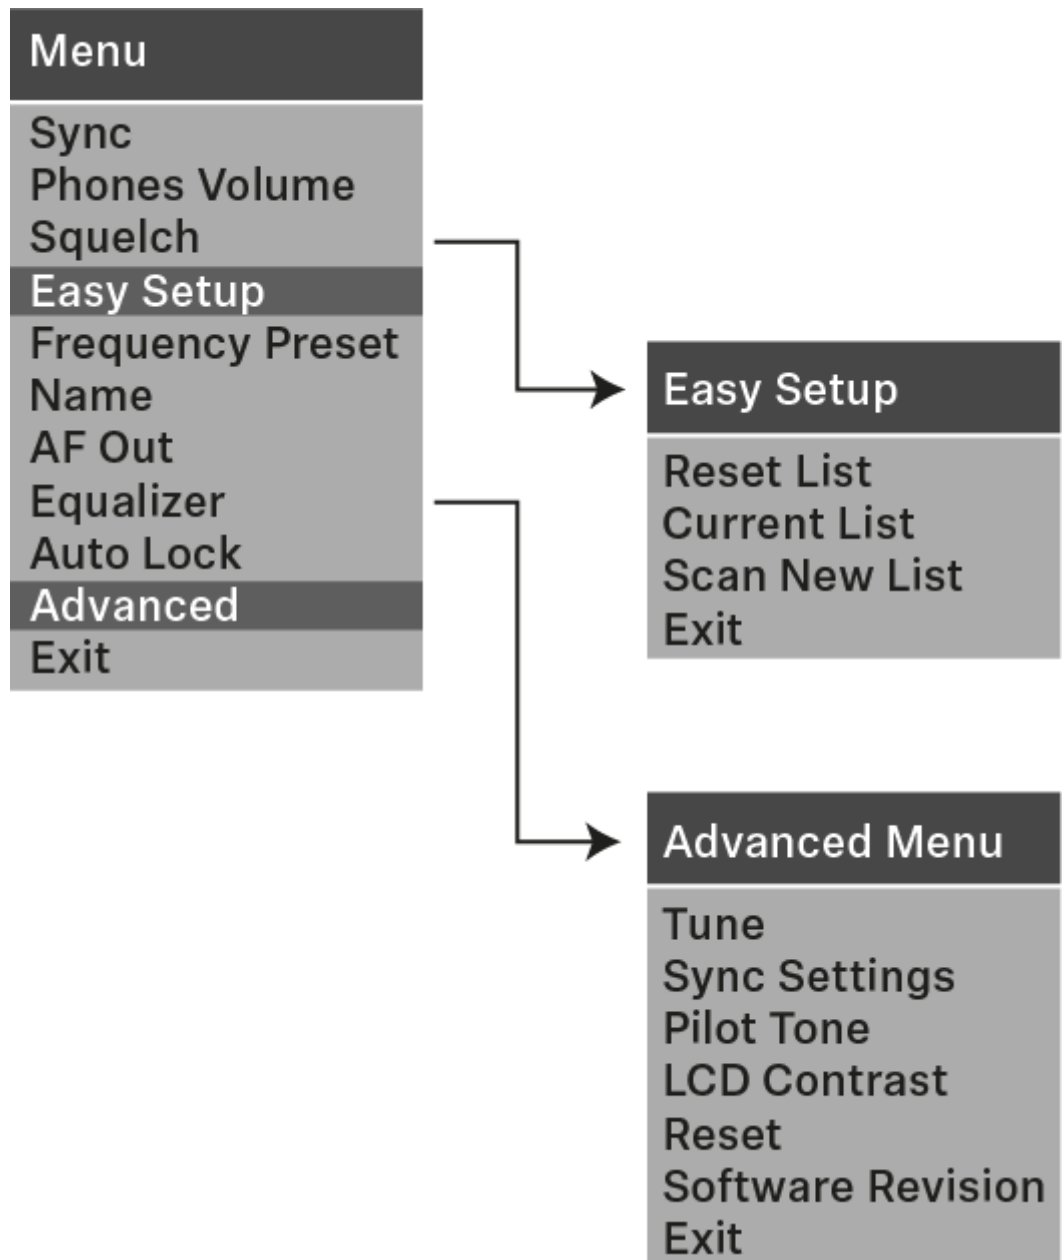 Menu
Sync
Phones Volume
Squelch
Easy Setup
Frequency Preset
Name
AF Out
Equalizer
Auto Lock
Advanced
Exit
Easy Setup
Reset List
Current List
Scan New List
Exit
Advanced Menu
Tune
Sync Settings
Pilot Tone
LCD Contrast
Reset
Software Revision
Exit